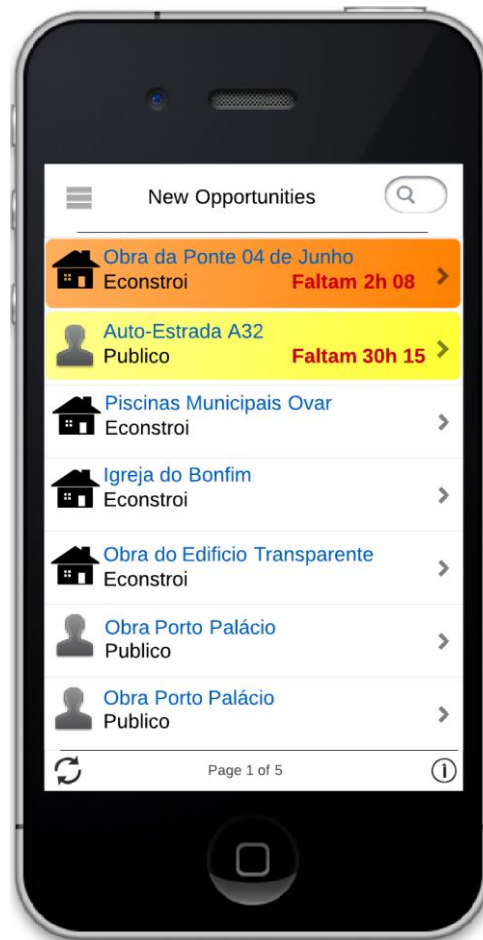 New Opportunities
Obra da Ponte 04 de Junho
Econstroi Faltam 2h 08
Auto-Estrada A32
Publico Faltam 30h 15
Piscinas Municipais Ovar
Econstroi
Igreja do Bonfim
Econstroi
Obra do Edificio Transparente
Econstroi
Obra Porto Palácio
Publico
Obra Porto Palácio
Publico
Page 1 of 5